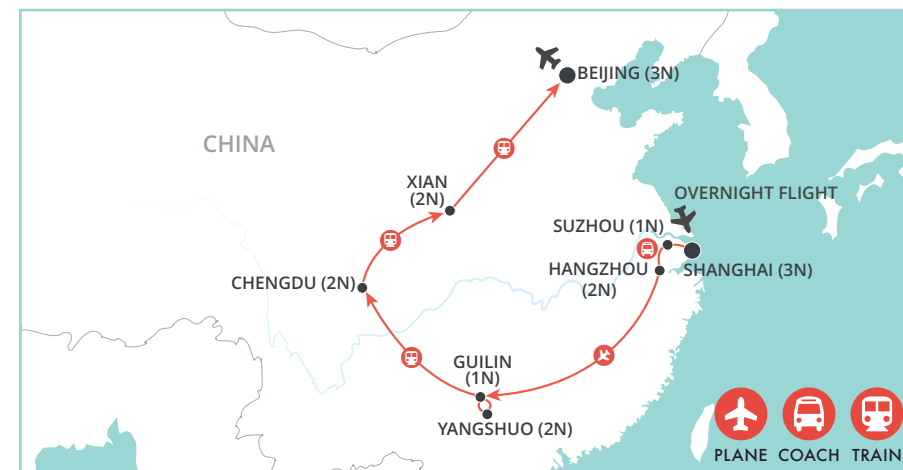 BEIJING (3N)
CHINA
XIAN
(2N)
OVERNIGHT FLIGHT
SUZHOU (1N)
HANGZHOU
(2N)
SHANGHAI (3N)
CHENGDU (2N)
GUILIN
(1N)
YANGSHUO (2N)
PLANE COACH TRAIN